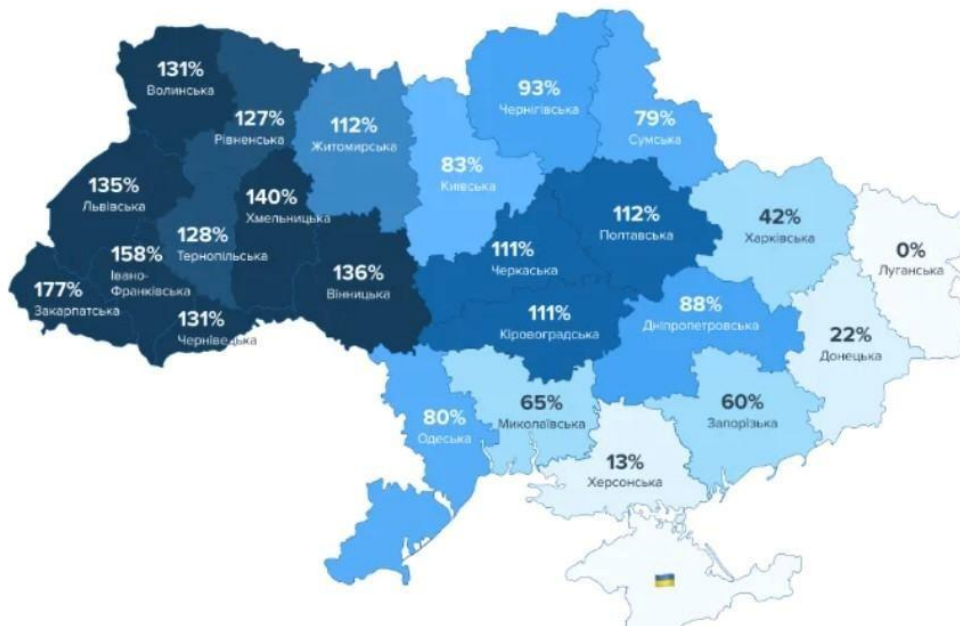 131%
Волинська
127%
Рівненська
112%
Житомирська
83%
Київська
93%
Чернігівська
79%
Сумська
135%
Львівська
128%
Тернопільська
140%
Хмельницька
158%
Івано-
Франківська
177%
Закарпатська
131%
Чернівецька
136%
Вінницька
111%
Черкаська
112%
Полтавська
42%
Харківська
0%
Луганська
111%
Кіровоградська
88%
Дніпропетровська
22%
Донецька
80%
Одеська
65%
Миколаївська
60%
Запорізька
13%
Херсонська